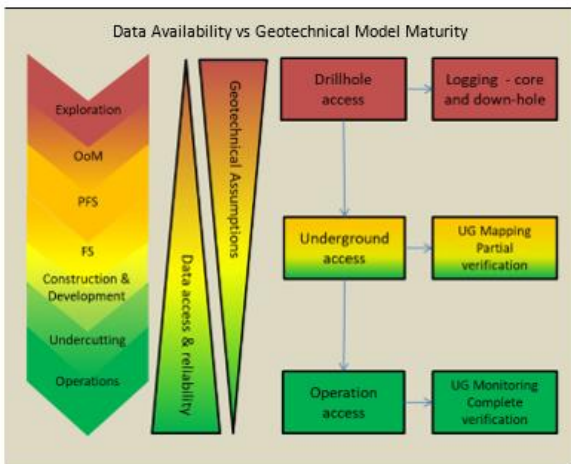 Data Availability vs Geotechnical Model Maturity
Exploration
OoM
PFS
FS
Construction &
Development
Undercutting
Operations
Data access & reliability
Geotechnical Assumptions
Drillhole
access
Logging - core
and down-hole
Underground
access
UG Mapping
Partial
verification
Operation
access
UG Monitoring
Complete
verification